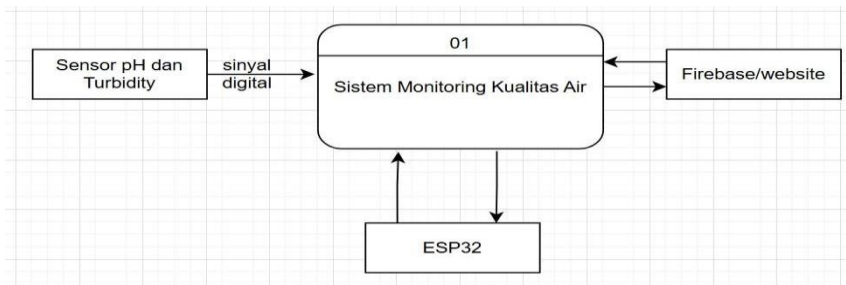 01
Sensor pH dan
Turbidity
sinyal
digital
Sistem Monitoring Kualitas Air
Firebase/website
ESP32